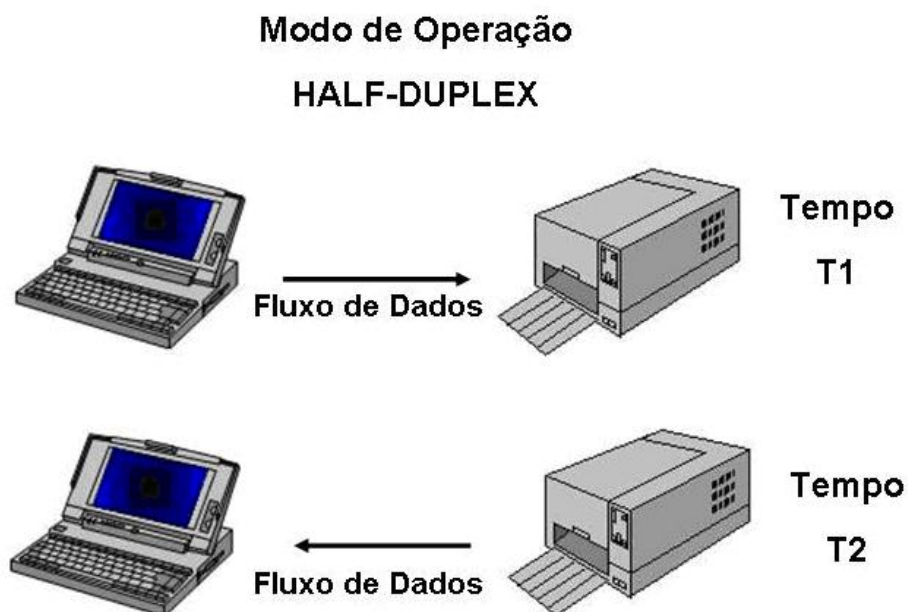 Modo de Operação
HALF-DUPLEX
Tempo
T1
Fluxo de Dados
Tempo
T2
Fluxo de Dados